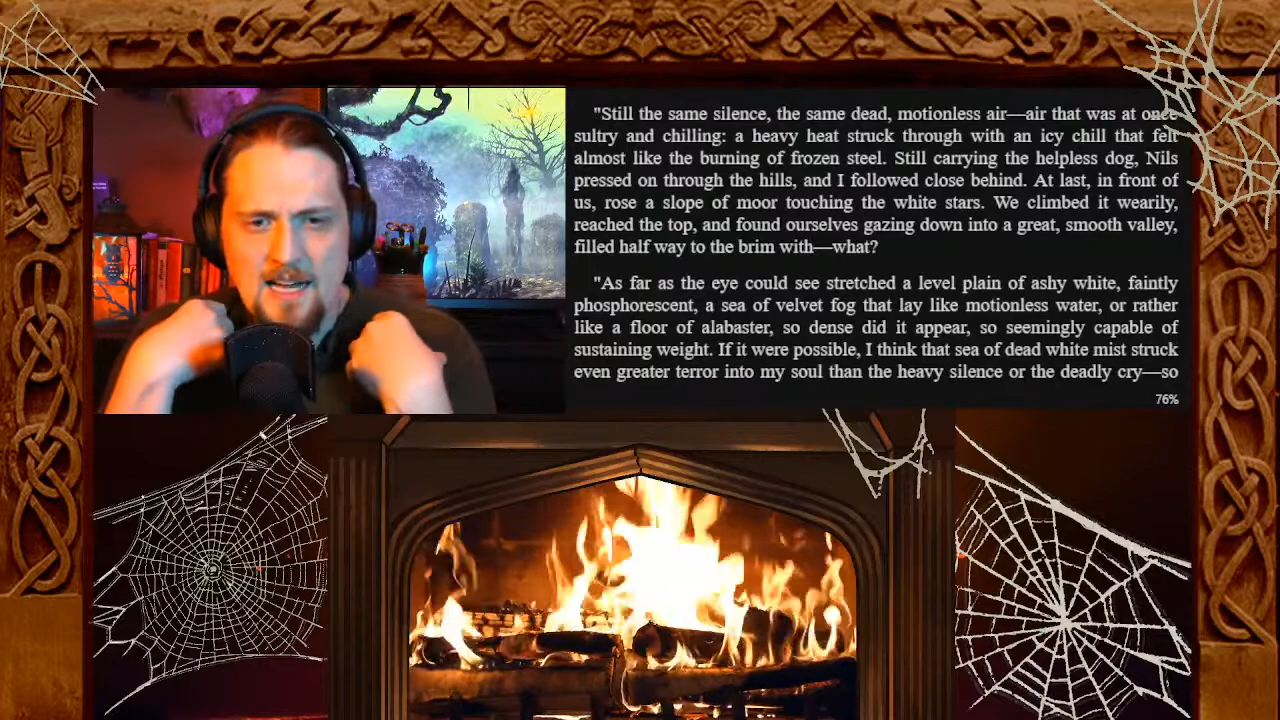 "Still the same silence, the same dead, motionless air—air that was at once
sultry and chilling: a heavy heat struck through with an icy chill that felt
almost like the burning of frozen steel. Still carrying the helpless dog, Nils
pressed on through the hills, and I followed close behind. At last, in front of
us, rose a slope of moor touching the white stars. We climbed it wearily,
reached the top, and found ourselves gazing down into a great, smooth valley,
filled half way to the brim with—what?
"As far as the eye could see stretched a level plain of ashy white, faintly
phosphorescent, a sea of velvet fog that lay like motionless water, or rather
like a floor of alabaster, so dense did it appear, so seemingly capable of
sustaining weight. If it were possible, I think that sea of dead white mist struck
even greater terror into my soul than the heavy silence or the deadly cry—so
76%